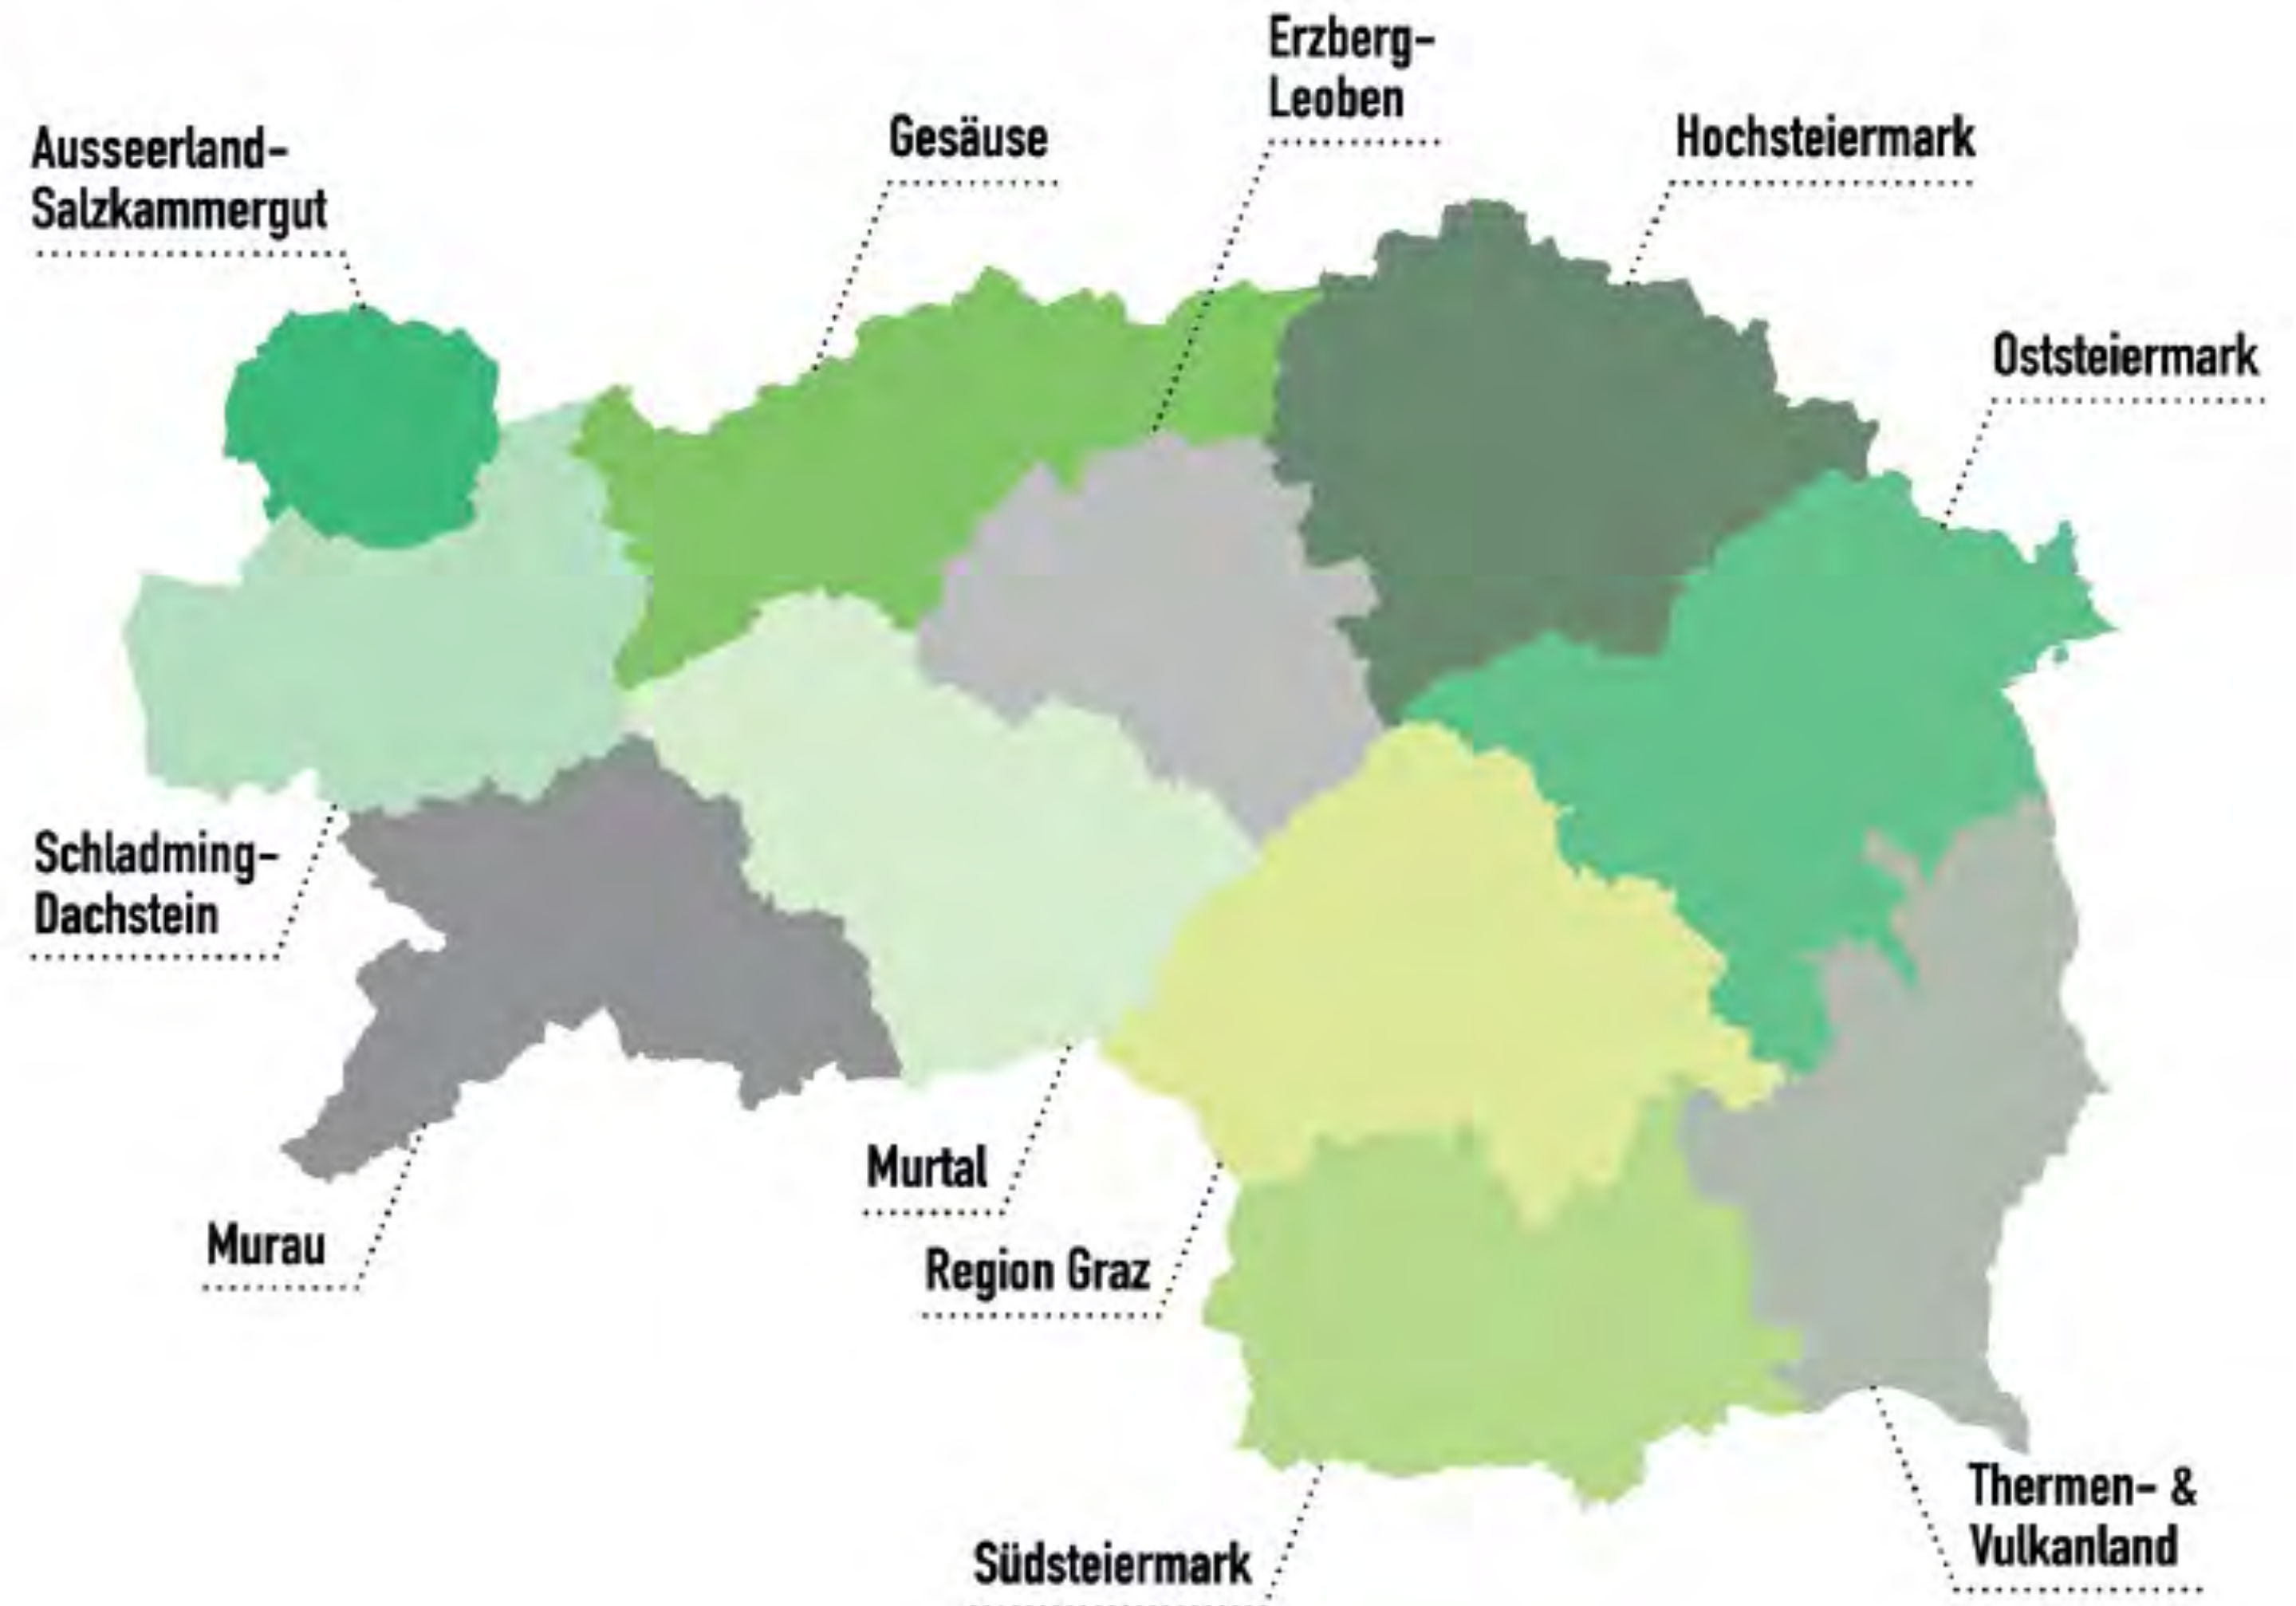 Erzberg-
Leoben
Gesäuse
Hochsteiermark
Ausseerland-
Salzkammergut
Oststeiermark
Schladming-
Dachstein
Murtal
Murau
Region Graz
Thermen- &
Vulkanland
Südsteiermark